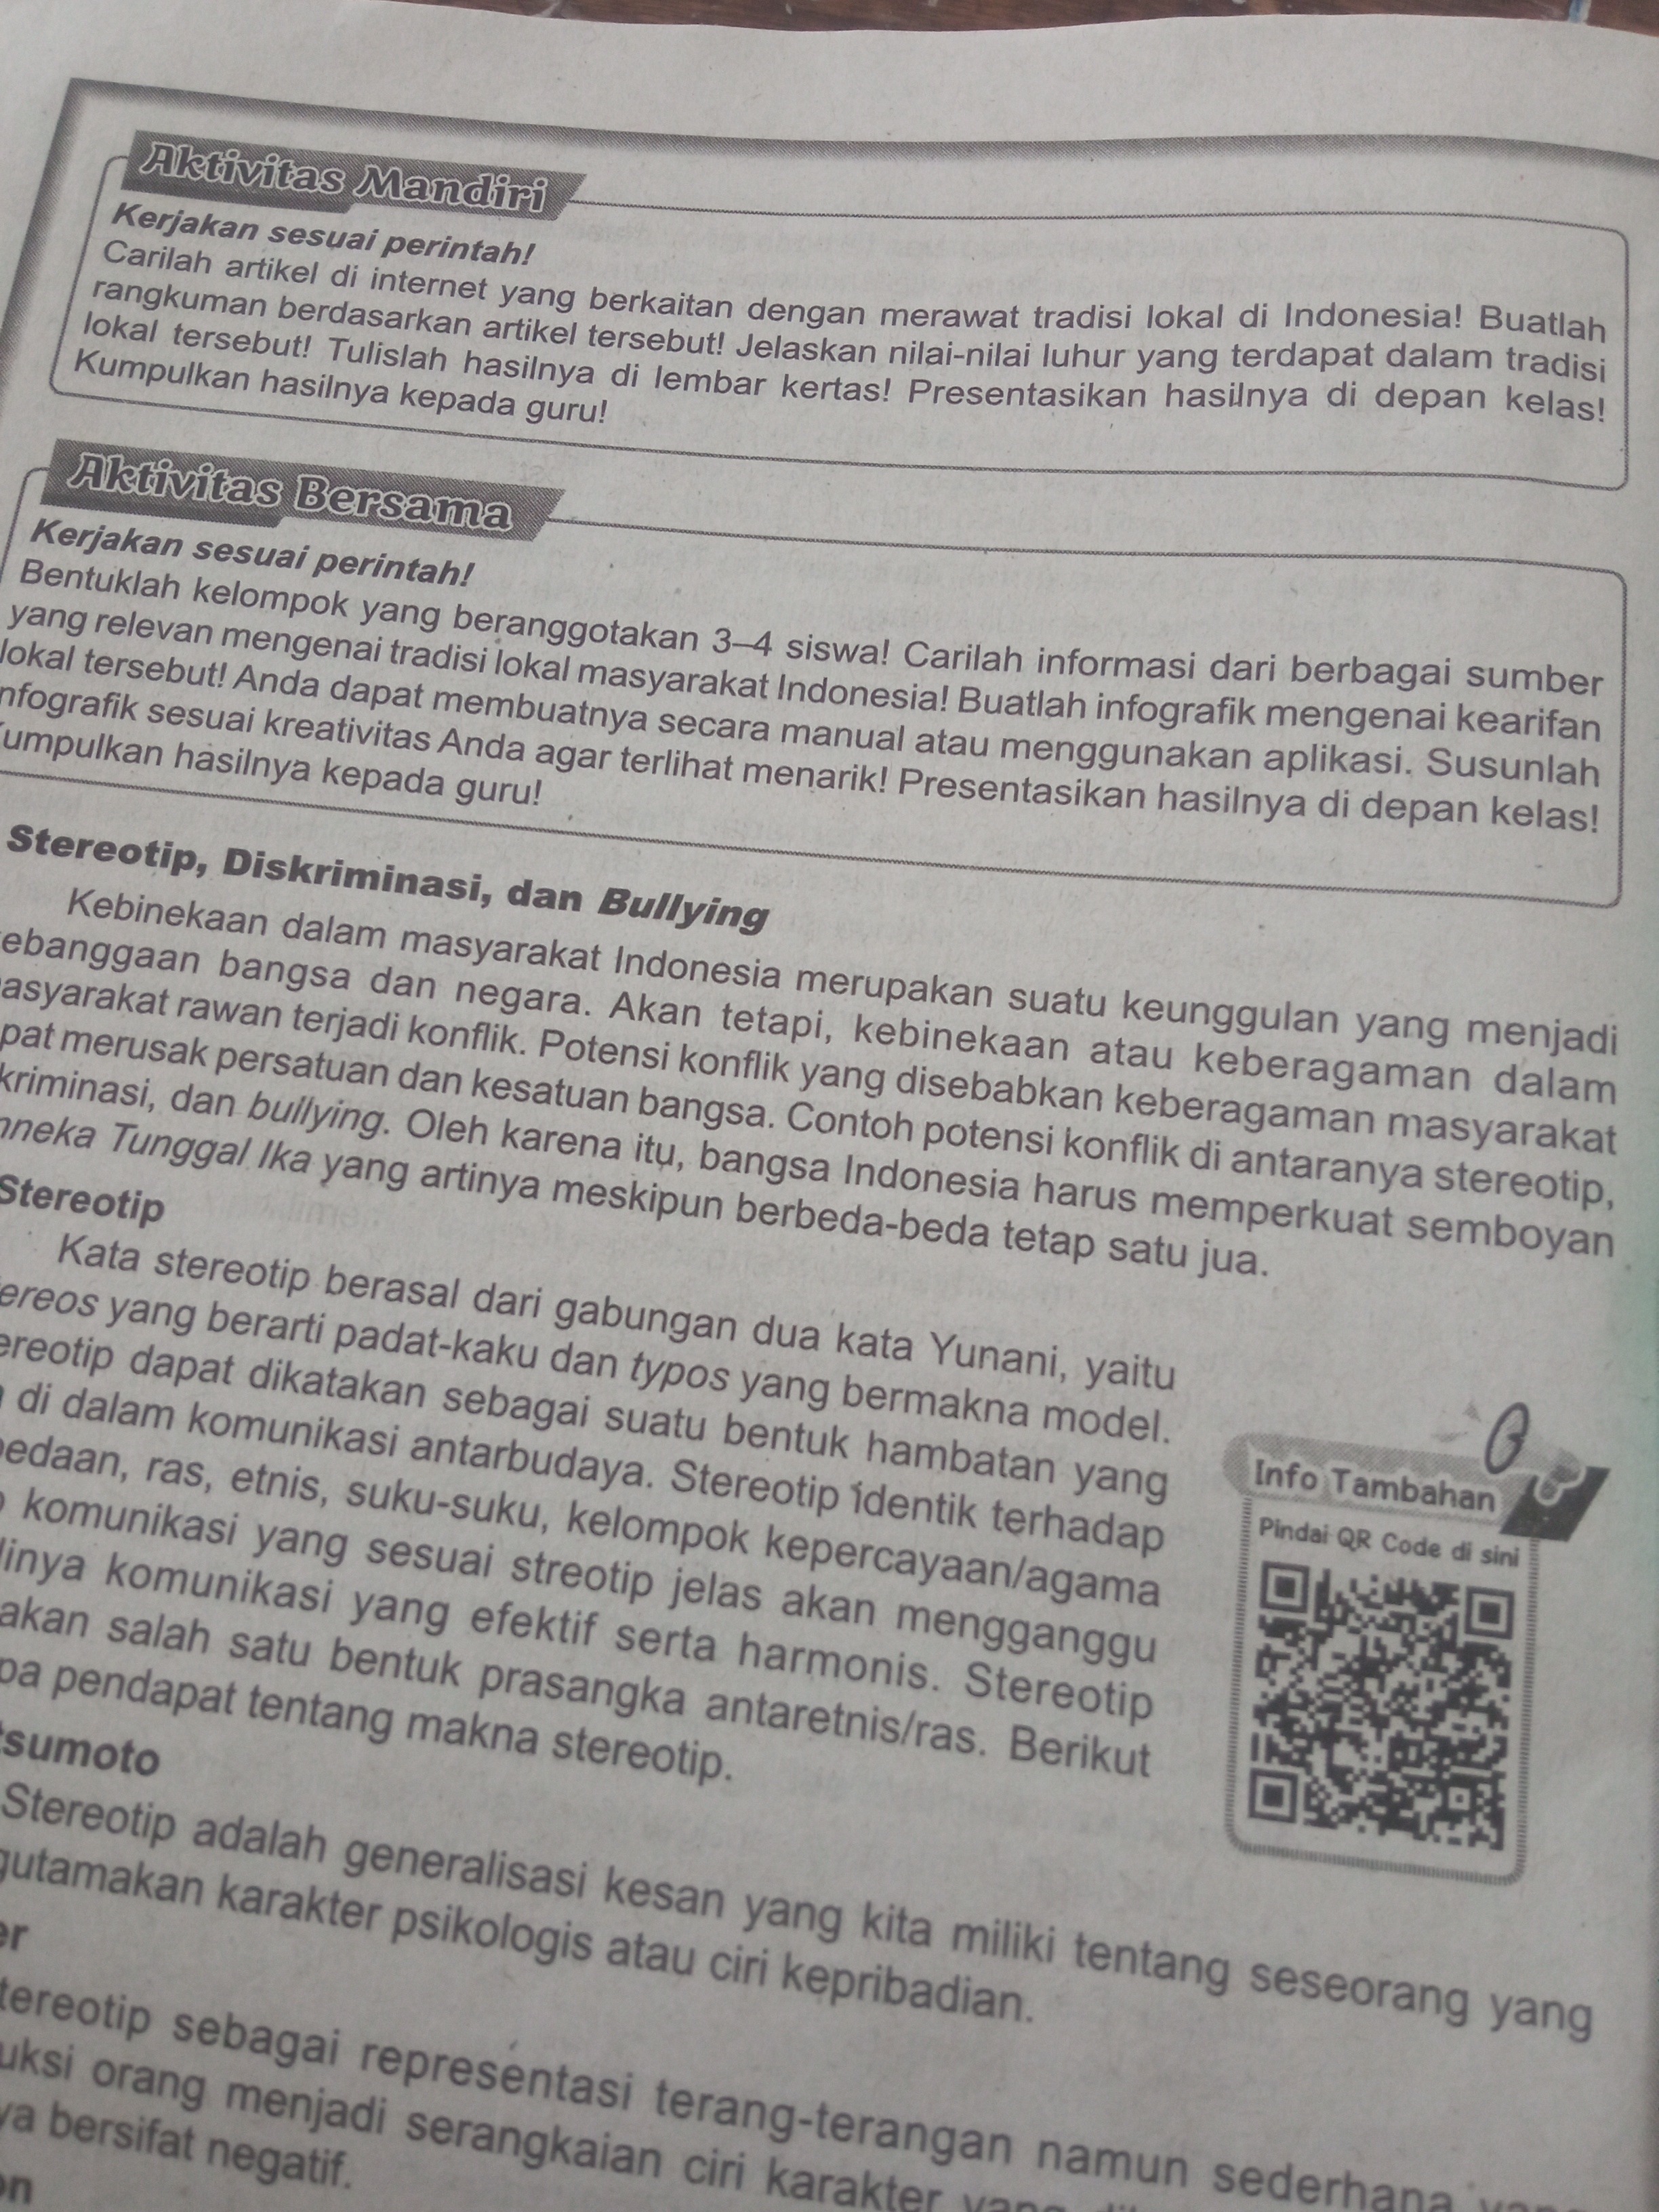 Aktivitas Mandiri
Kerjakan sesuai perintah!
Carilah artikel di internet yang berkaitan dengan merawat tradisi lokal di Indonesia! Buatlah
rangkuman berdasarkan artikel tersebut! Jelaskan nilai-nilai luhur yang terdapat dalam tradisi
lokal tersebut! Tulislah hasilnya di lembar kertas! Presentasikan hasilnya di depan kelas!
Kumpulkan hasilnya kepada guru!
Aktivitas Bersama
Kerjakan sesuai perintah!
Bentuklah kelompok yang beranggotakan 3–4 siswa! Carilah informasi dari berbagai sumber
yang relevan mengenai tradisi lokal masyarakat Indonesia! Buatlah infografik mengenai kearifan
lokal tersebut! Anda dapat membuatnya secara manual atau menggunakan aplikasi. Susunlah
nfografik sesuai kreativitas Anda agar terlihat menarik! Presentasikan hasilnya di depan kelas!
umpulkan hasilnya kepada guru!
Stereotip, Diskriminasi, dan Bullying
Kebinekaan dalam masyarakat Indonesia merupakan suatu keunggulan yang menjadi
ebanggaan bangsa dan negara. Akan tetapi, kebinekaan atau keberagaman dalam
asyarakat rawan terjadi konflik. Potensi konflik yang disebabkan keberagaman masyarakat
pat merusak persatuan dan kesatuan bangsa. Contoh potensi konflik di antaranya stereotip,
kriminasi, dan bullying. Oleh karena itu, bangsa Indonesia harus memperkuat semboyan
nneka Tunggal Ika yang artinya meskipun berbeda-beda tetap satu jua.
Stereotip
Kata stereotip berasal dari gabungan dua kata Yunani, yaitu
ereos yang berarti padat-kaku dan typos yang bermakna model.
ereotip dapat dikatakan sebagai suatu bentuk hambatan yang
di dalam komunikasi antarbudaya. Stereotip identik terhadap
bedaan, ras, etnis, suku-suku, kelompok kepercayaan/agama
komunikasi yang sesuai streotip jelas akan mengganggu
linya komunikasi yang efektif serta harmonis. Stereotip
akan salah satu bentuk prasangka antaretnis/ras. Berikut
pa pendapat tentang makna stereotip.
Info Tambahan
Pindai QR Code di sini
tsumoto
Stereotip adalah generalisasi kesan yang kita miliki tentang seseorang yang
gutamakan karakter psikologis atau ciri kepribadian.
er
tereotip sebagai representasi terang-terangan namun sederhana
uksi orang menjadi serangkaian ciri karakter yang
ya bersifat negatif.
on